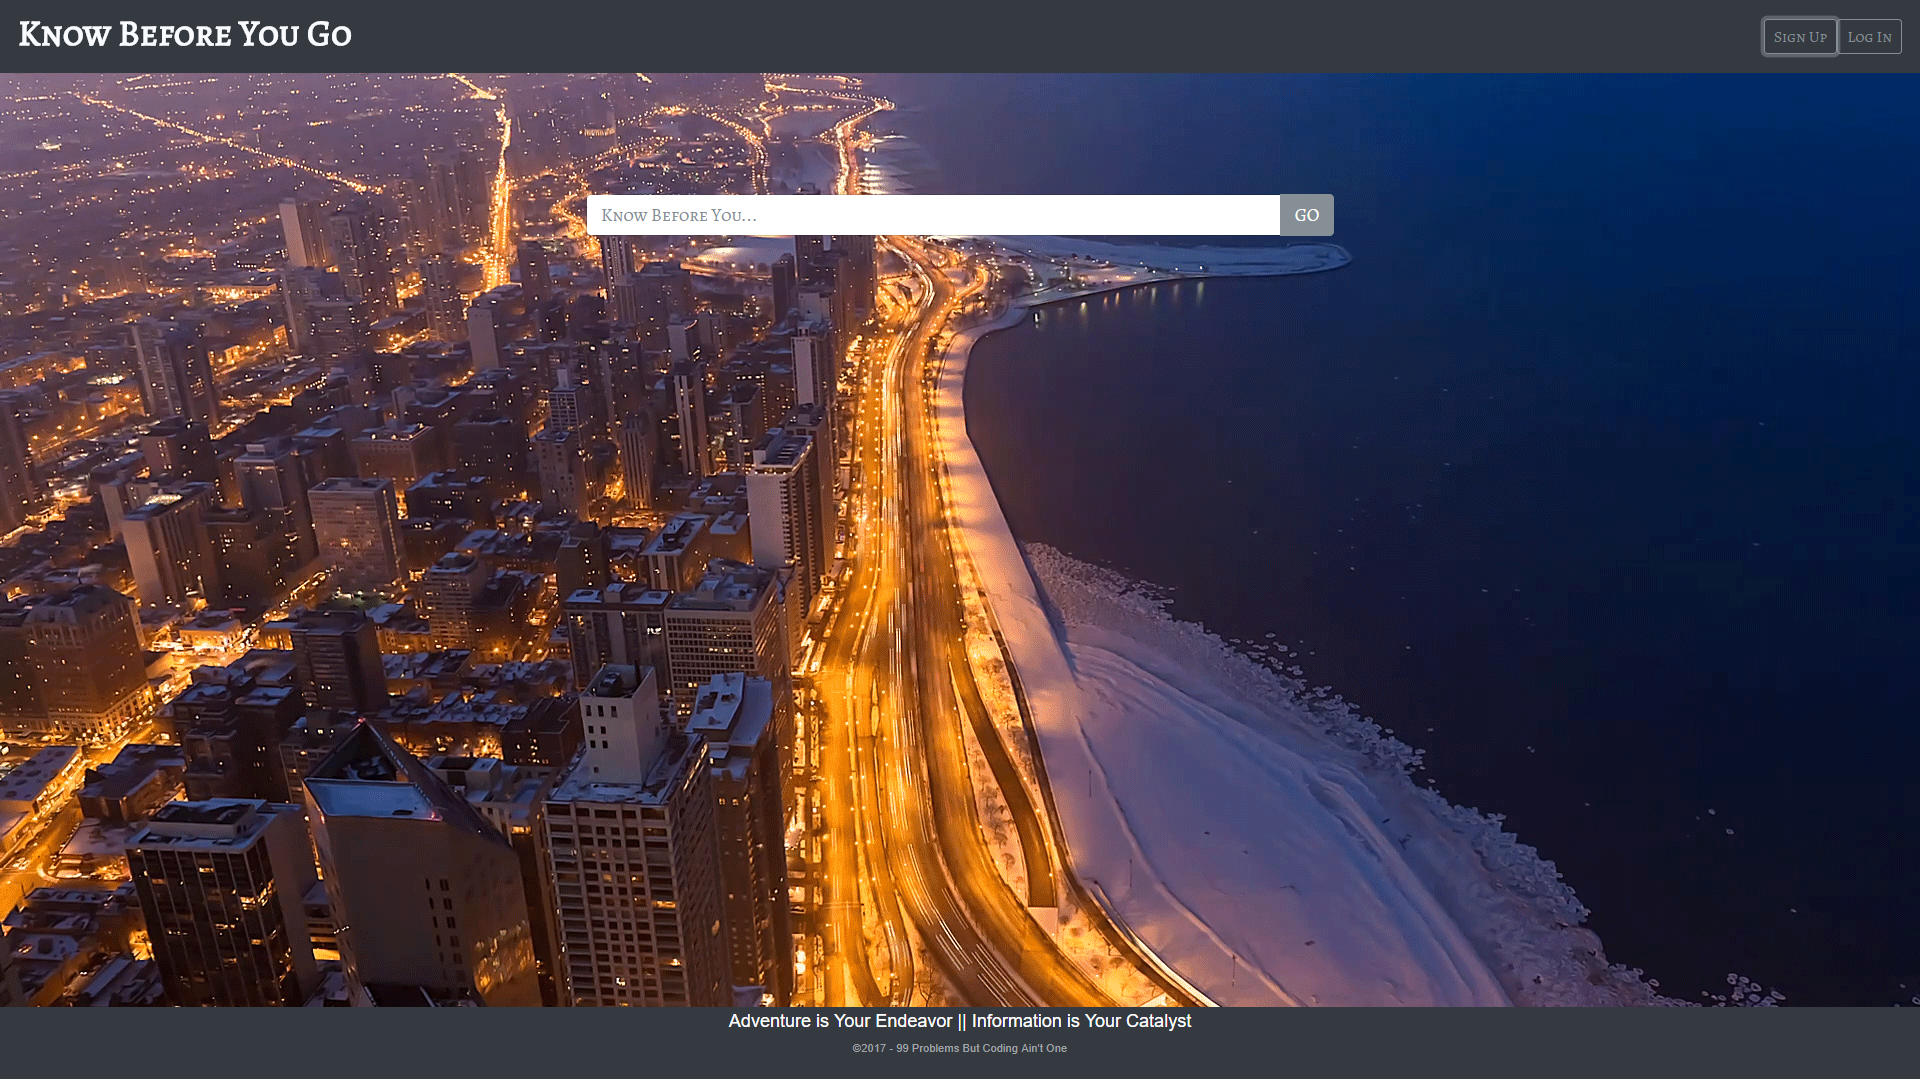 Know Before You Go
Sign Up
Log In
Know Before You...
GO
Adventure is Your Endeavor || Information is Your Catalyst
©2017 - 99 Problems But Coding Ain't One